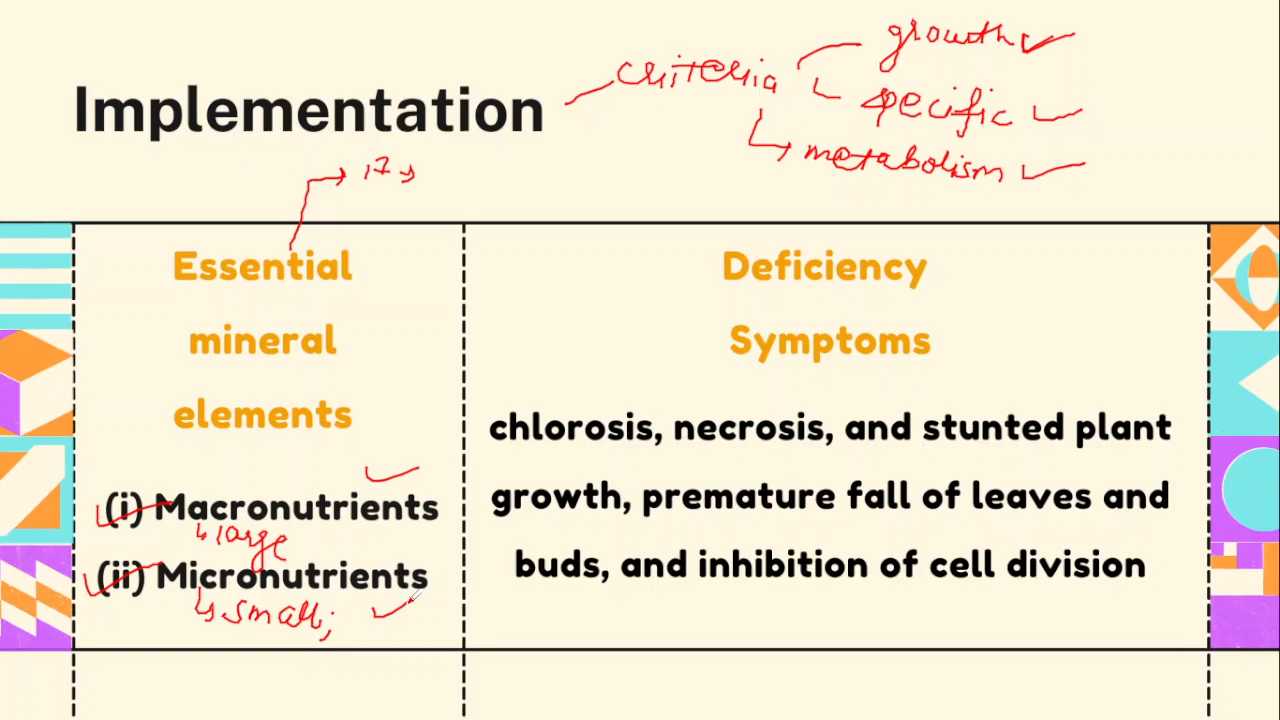 Implementation
criteria
growth
specific
metabolism
17
Essential
mineral
elements
(i) Macronutrients
large
(ii) Micronutrients
small;
Deficiency
Symptoms
chlorosis, necrosis, and stunted plant
growth, premature fall of leaves and
buds, and inhibition of cell division